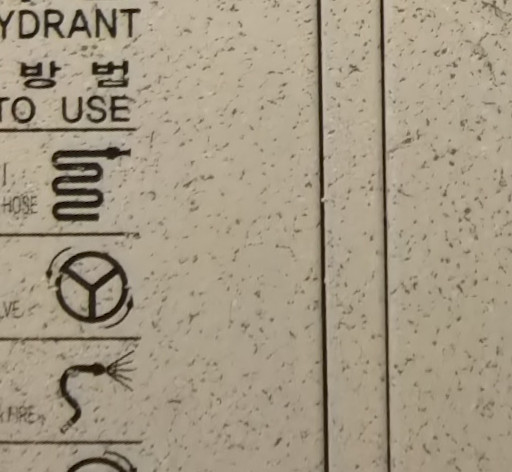 YDRANT
방 법
TO USE
HOSE
VE
FIRE